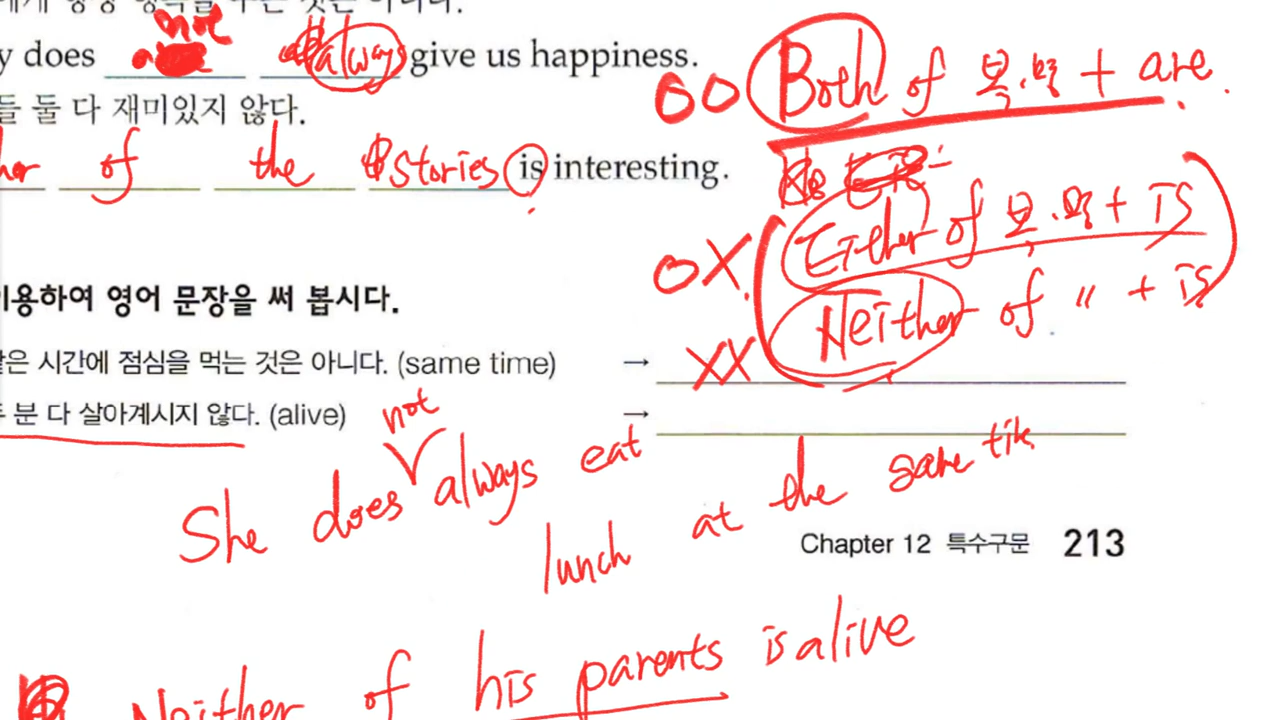 y does not always give us happiness.
들 둘 다 재미있지 않다.
her of the stories is interesting.
OO Both of 복.명 + are.
OX Either of 복.명 + is
XX Neither of " + is
이용하여 영어 문장을 써 봅시다.
같은 시간에 점심을 먹는 것은 아니다. (same time) →
두 분 다 살아계시지 않다. (alive) →
She does not always eat
lunch at the same
Chapter 12 특수구문 213
Neither of his parents is alive